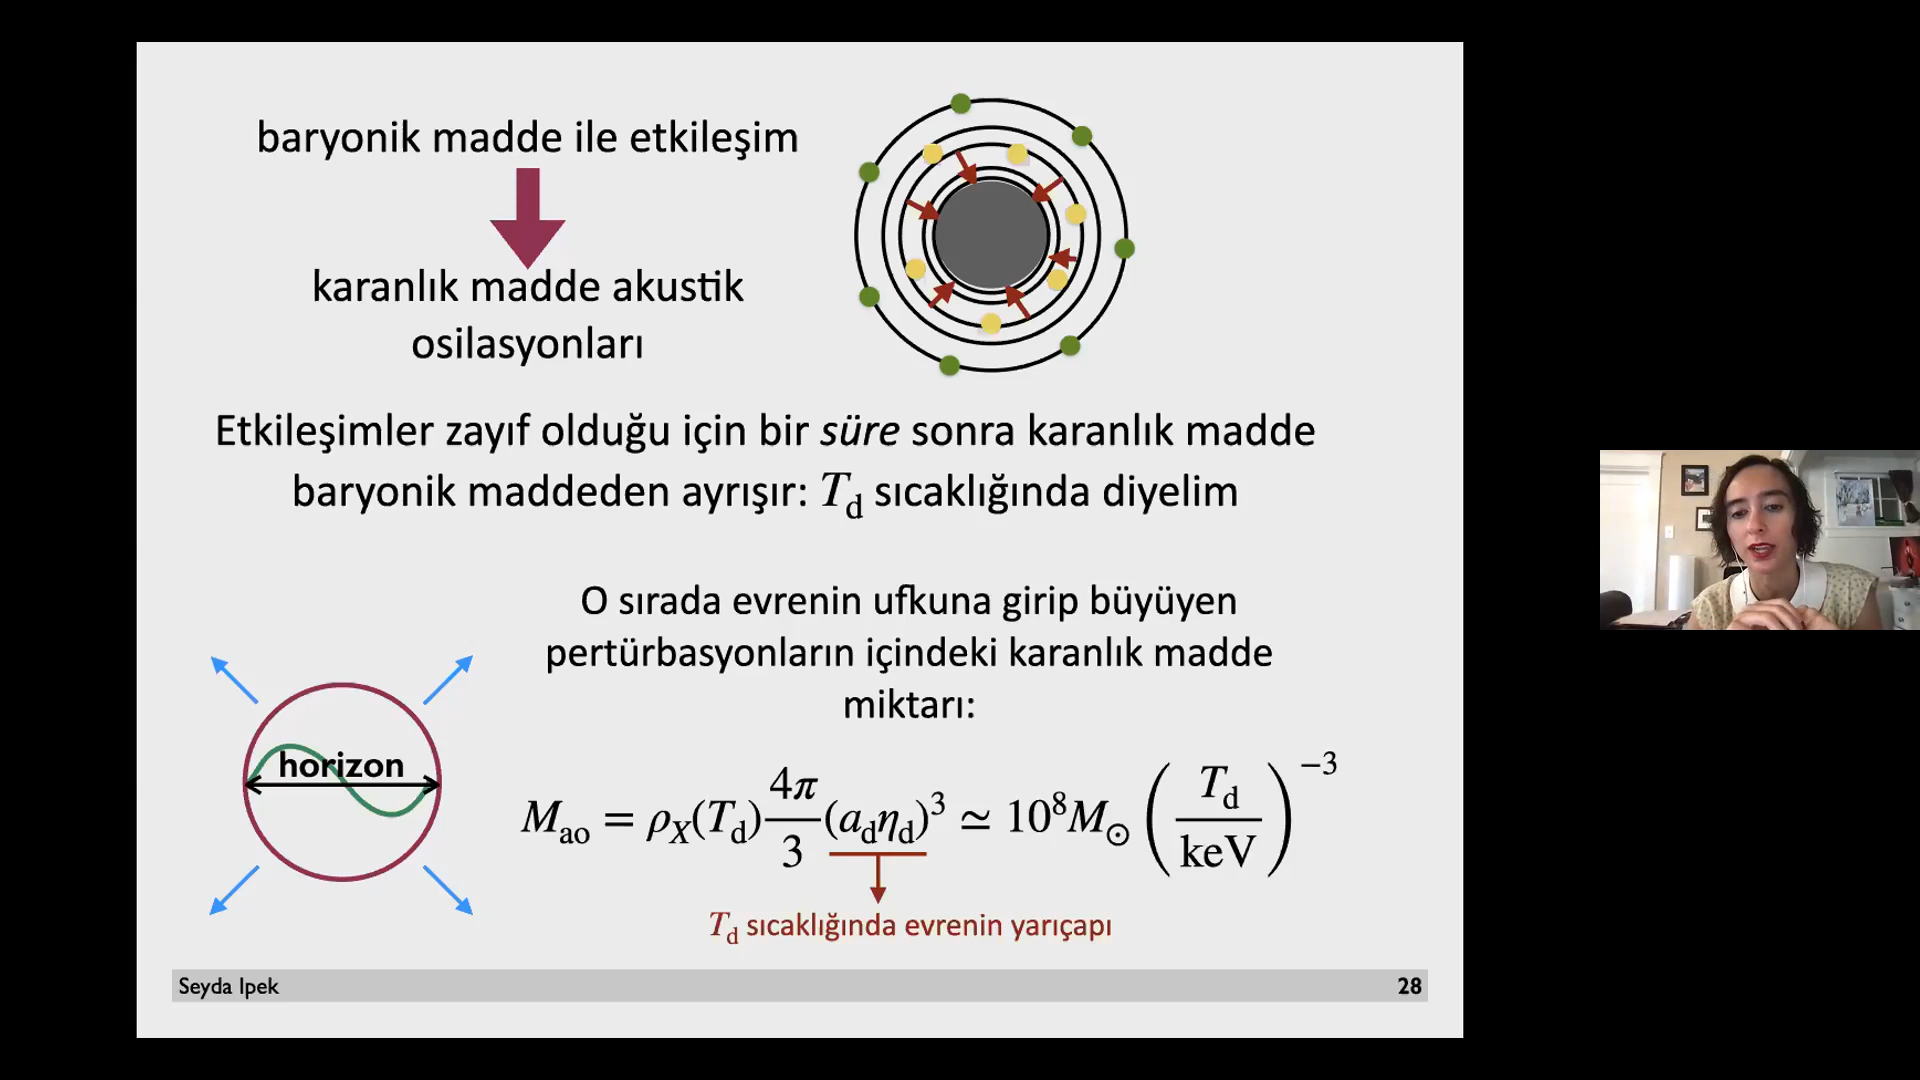 baryonik madde ile etkileşim
karanlık madde akustik
osilasyonları
Etkileşimler zayıf olduğu için bir süre sonra karanlık madde
baryonik maddeden ayrışır: T_d sıcaklığında diyelim
O sırada evrenin ufkuna girip büyüyen
pertürbasyonların içindeki karanlık madde
miktarı:
horizon
M_ao = ρ_X(T_d) 4π/3 (a_d η_d)^3 ≃ 10^8 M_⊙ (T_d/keV)^−3
T_d sıcaklığında evrenin yarıçapı
Seyda Ipek
28